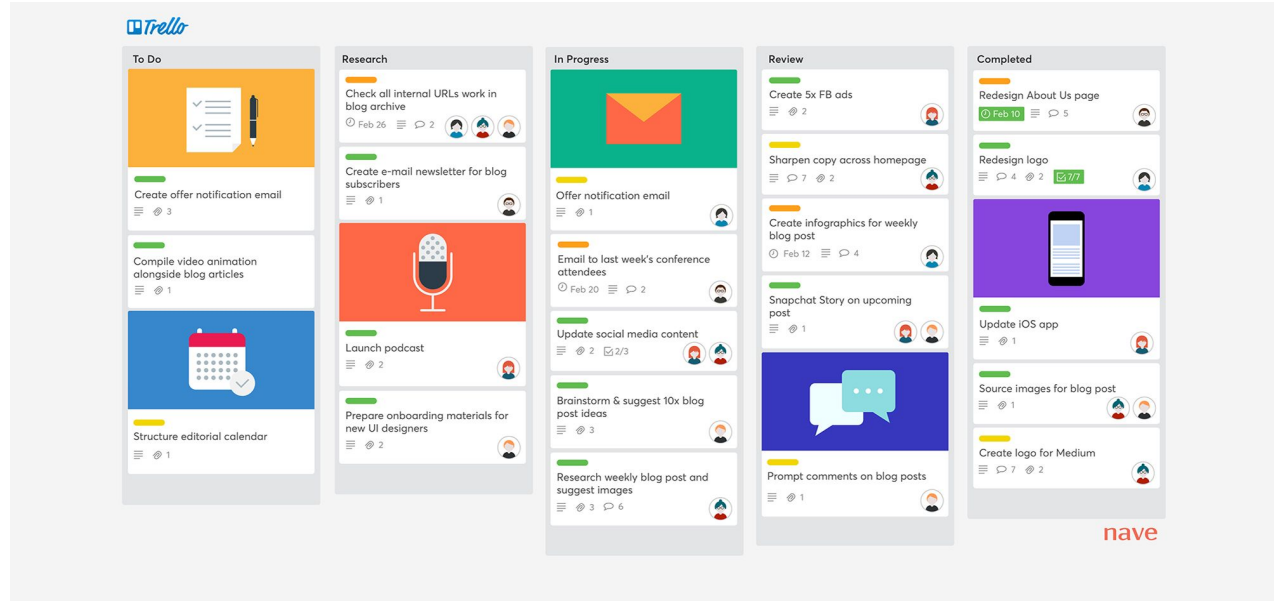 Trello
To Do
Create offer notification email
3
Compile video animation
alongside blog articles
1
Structure editorial calendar
1
Research
Check all internal URLs work in
blog archive
Feb 26 2
Create e-mail newsletter for blog
subscribers
1
Launch podcast
2
Prepare onboarding materials for
new UI designers
2
In Progress
Offer notification email
1
Email to last week's conference
attendees
Feb 20 2
Update social media content
2 2/3
Brainstorm & suggest 10x blog
post ideas
3
Research weekly blog post and
suggest images
3 6
Review
Create 5x FB ads
2
Sharpen copy across homepage
7 2
Create infographics for weekly
blog post
Feb 12 4
Snapchat Story on upcoming
post
1
Prompt comments on blog posts
1
Completed
Redesign About Us page
Feb 10 5
Redesign logo
4 2 7/7
Update iOS app
1
Source images for blog post
1
Create logo for Medium
7 2
nave